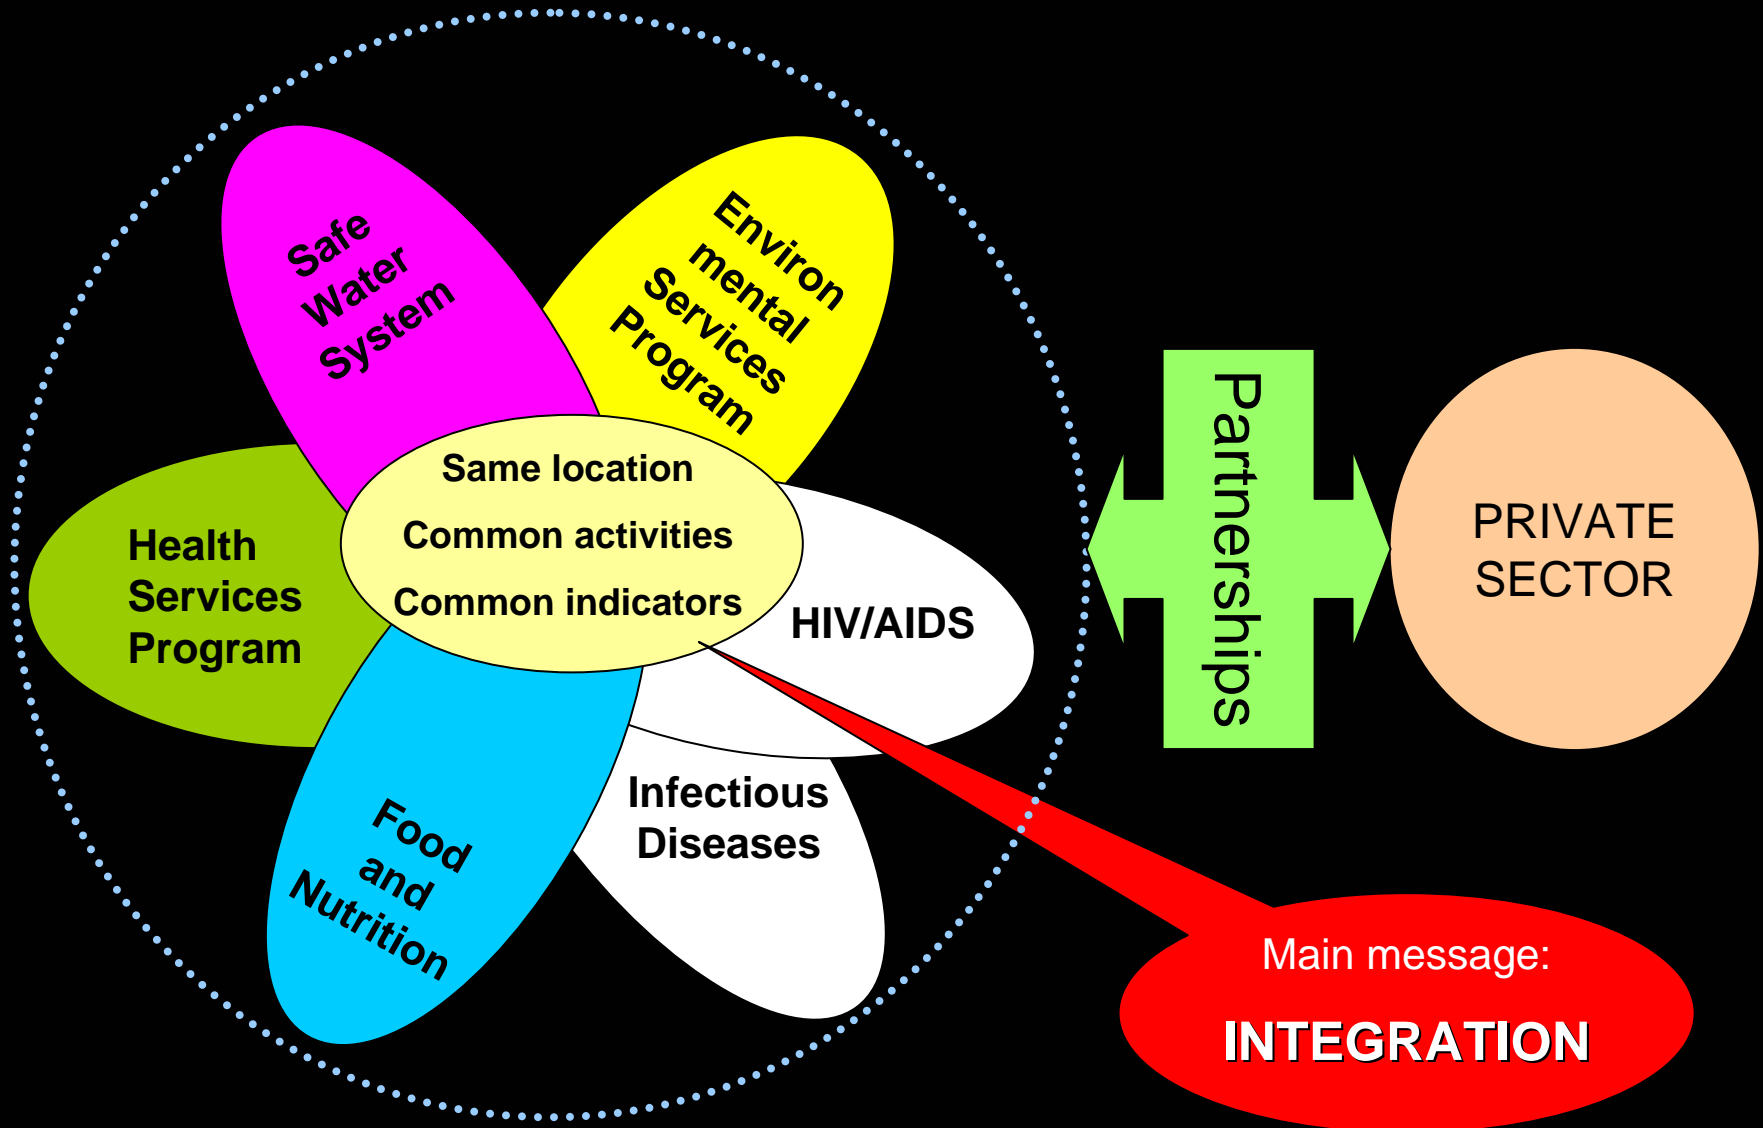 Safe
Water
System
Environ
mental
Services
Program
Same location
Common activities
Common indicators
Health
Services
Program
HIV/AIDS
Food
and
Nutrition
Infectious
Diseases
Partnerships
PRIVATE
SECTOR
Main message:
INTEGRATION